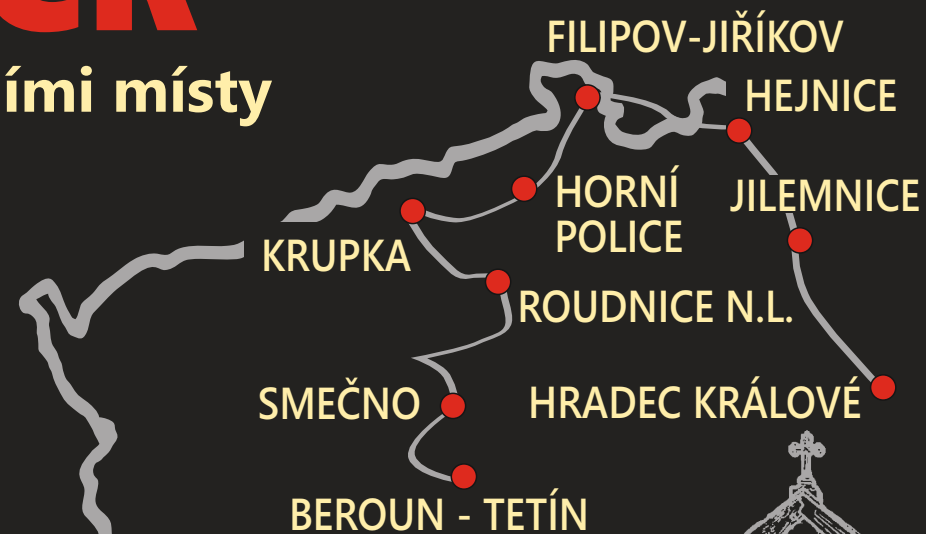 ími místy
FILIPOV-JIŘÍKOV
HEJNICE
HORNÍ
POLICE
JILEMNICE
KRUPKA
ROUDNICE N.L.
SMEČNO
HRADEC KRÁLOVÉ
BEROUN - TETÍN